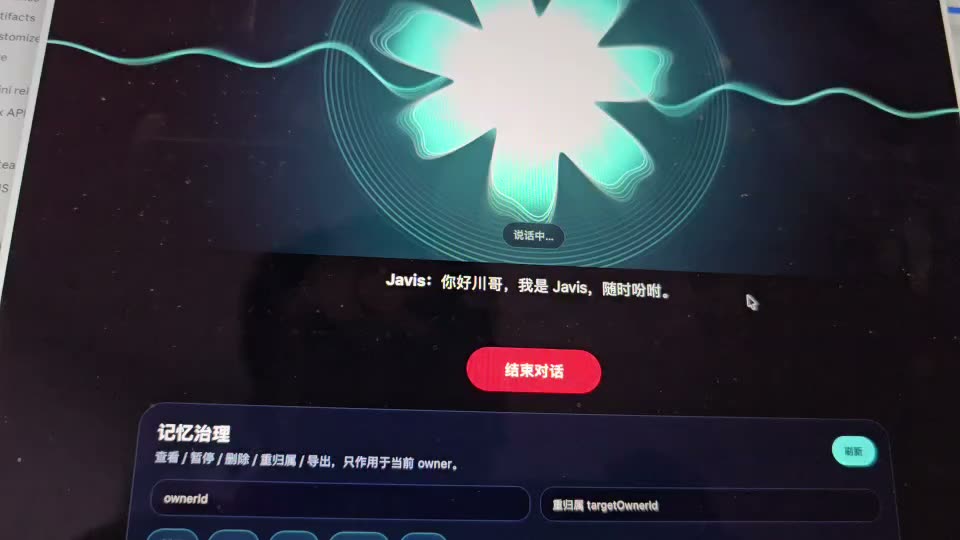 tifacts
stomize
说话中...
Javis：你好川哥，我是 Javis，随时吩咐。
结束对话
记忆治理
查看 / 暂停 / 删除 / 重归属 / 导出，只作用于当前 owner。
刷新
ownerId
重归属 targetOwnerId